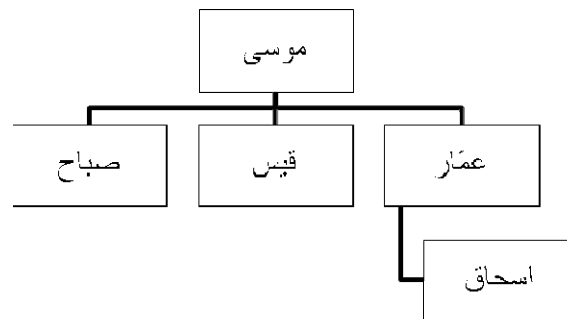 موسى
عمّار
قيس
صباح
اسحاق